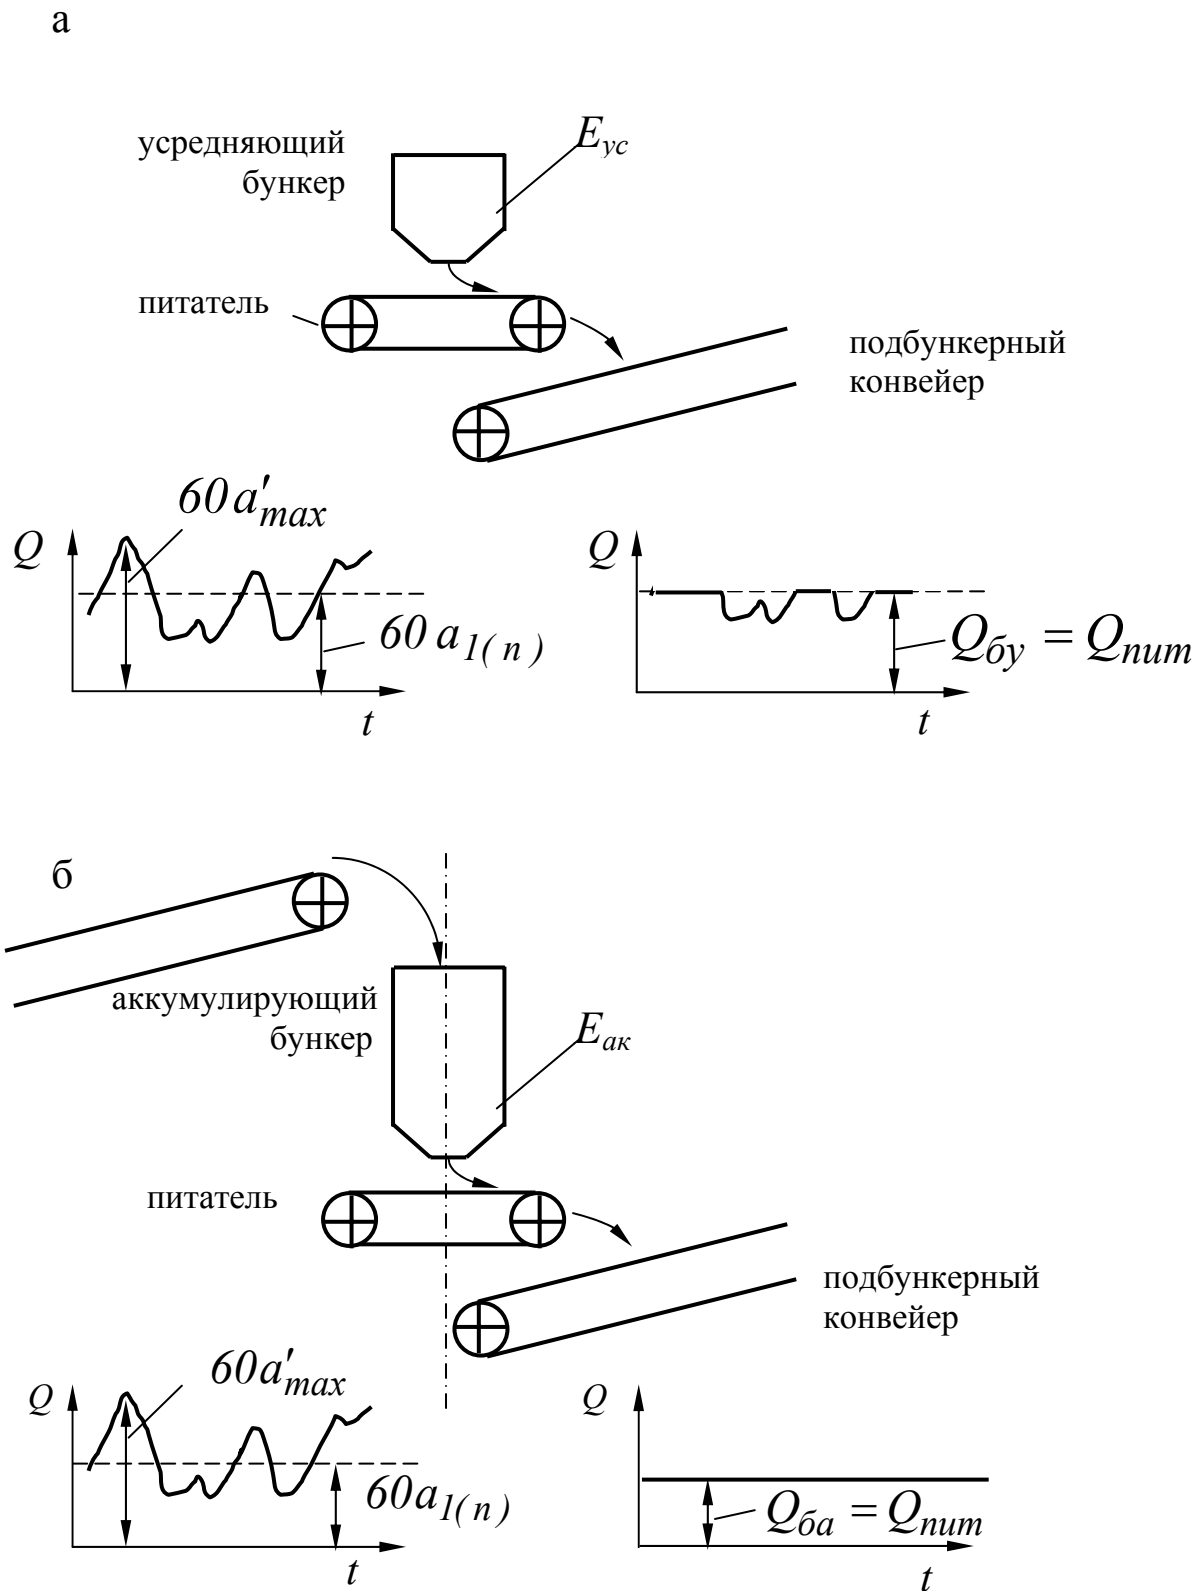 а
усредняющий
бункер
E_ус
питатель
подбункерный
конвейер
60a'_max
Q
60 a_1( n )
t
Q
Q_бу = Q_пит
t
б
аккумулирующий
бункер
E_ак
питатель
подбункерный
конвейер
60a'_max
Q
60a_1( n )
t
Q
Q_ба = Q_пит
t